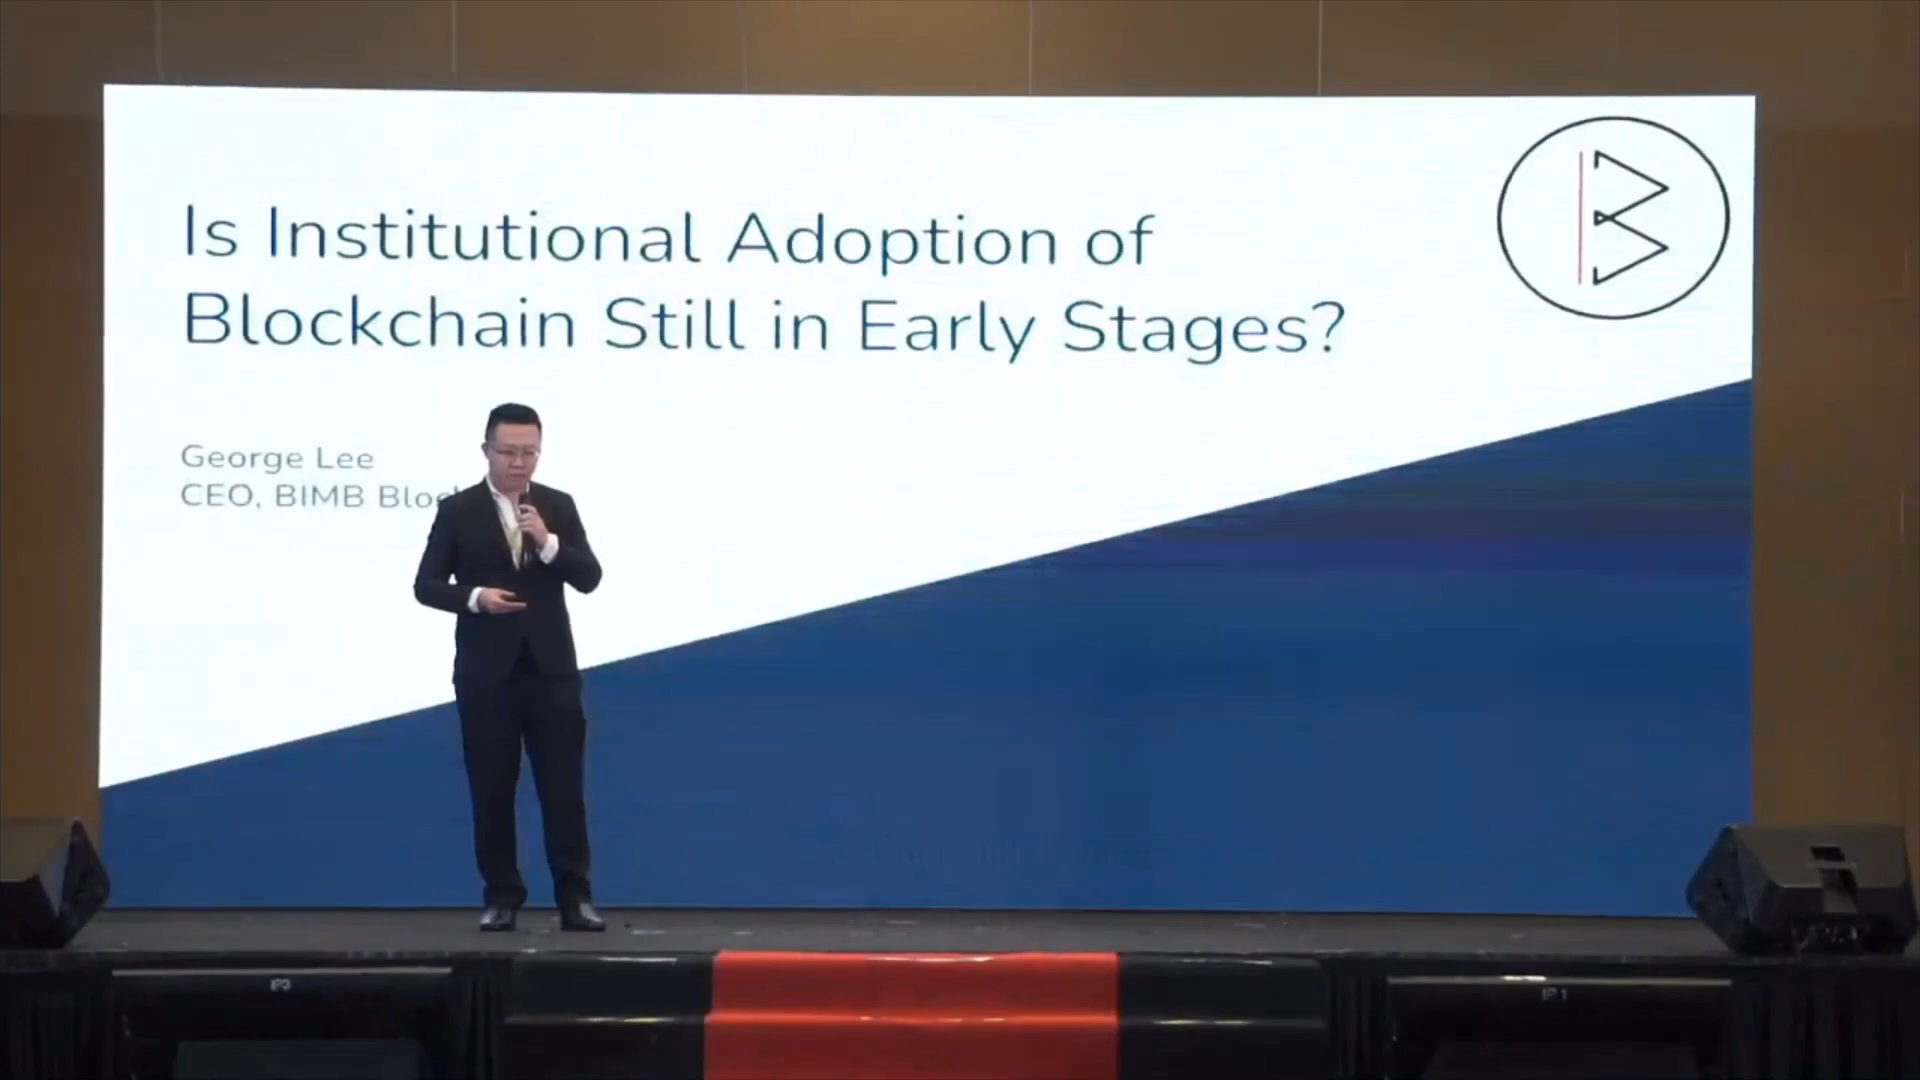 Is Institutional Adoption of
Blockchain Still in Early Stages?
George Lee
CEO, BIMB